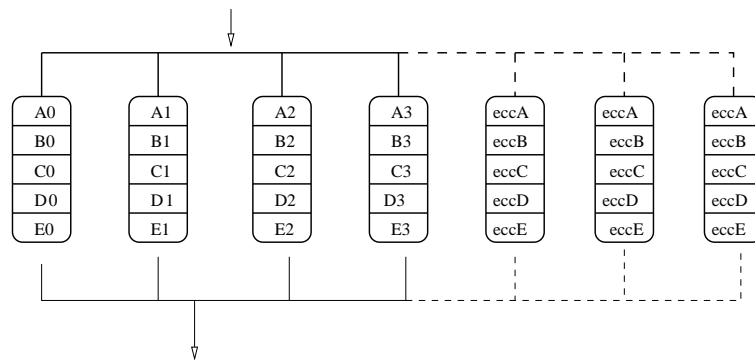 A0 A1 A2 A3 eccA eccA eccA
B0 B1 B2 B3 eccB eccB eccB
C0 C1 C2 C3 eccC eccC eccC
D0 D1 D2 D3 eccD eccD eccD
E0 E1 E2 E3 eccE eccE eccE